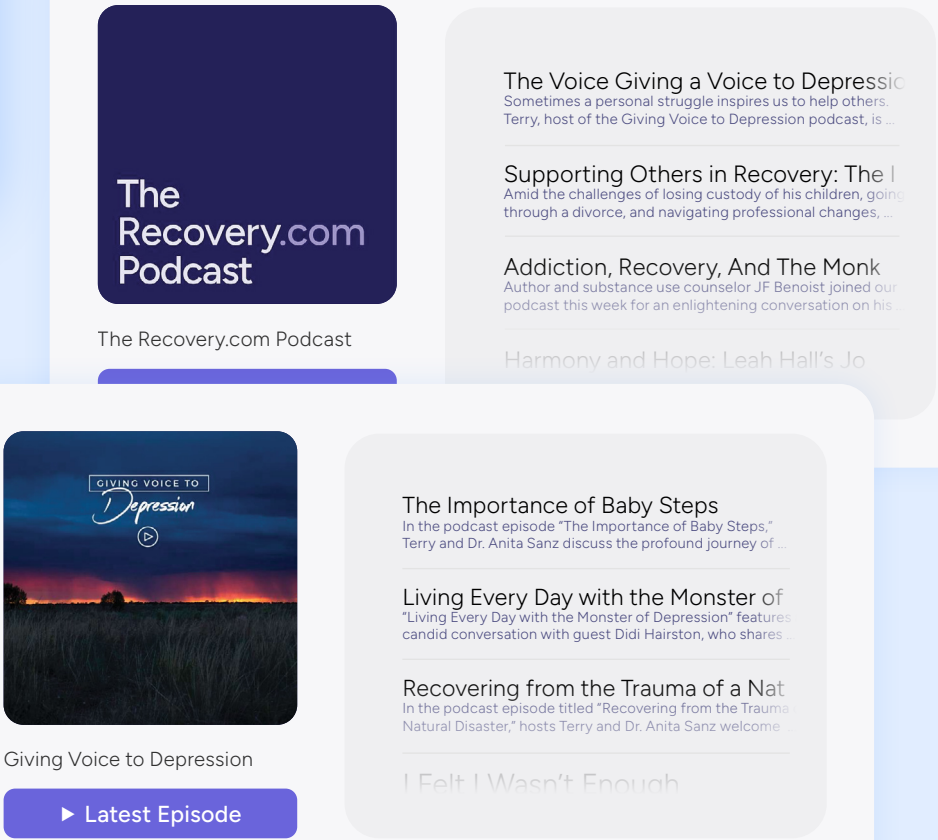 The
Recovery.com
Podcast
The Recovery.com Podcast
The Voice Giving a Voice to Depressio
Sometimes a personal struggle inspires us to help others.
Terry, host of the Giving Voice to Depression podcast, is ...
Supporting Others in Recovery: The I
Amid the challenges of losing custody of his children, going
through a divorce, and navigating professional changes, ...
Addiction, Recovery, And The Monk
Author and substance use counselor JF Benoist joined our
podcast this week for an enlightening conversation on his ...
Harmony and Hope: Leah Hall’s Jo
GIVING VOICE TO
Depression
Giving Voice to Depression
▶ Latest Episode
The Importance of Baby Steps
In the podcast episode “The Importance of Baby Steps,”
Terry and Dr. Anita Sanz discuss the profound journey of ...
Living Every Day with the Monster of
“Living Every Day with the Monster of Depression” features
candid conversation with guest Didi Hairston, who shares ...
Recovering from the Trauma of a Nat
In the podcast episode titled “Recovering from the Trauma
Natural Disaster,” hosts Terry and Dr. Anita Sanz welcome ...
I Felt I Wasn’t Enough